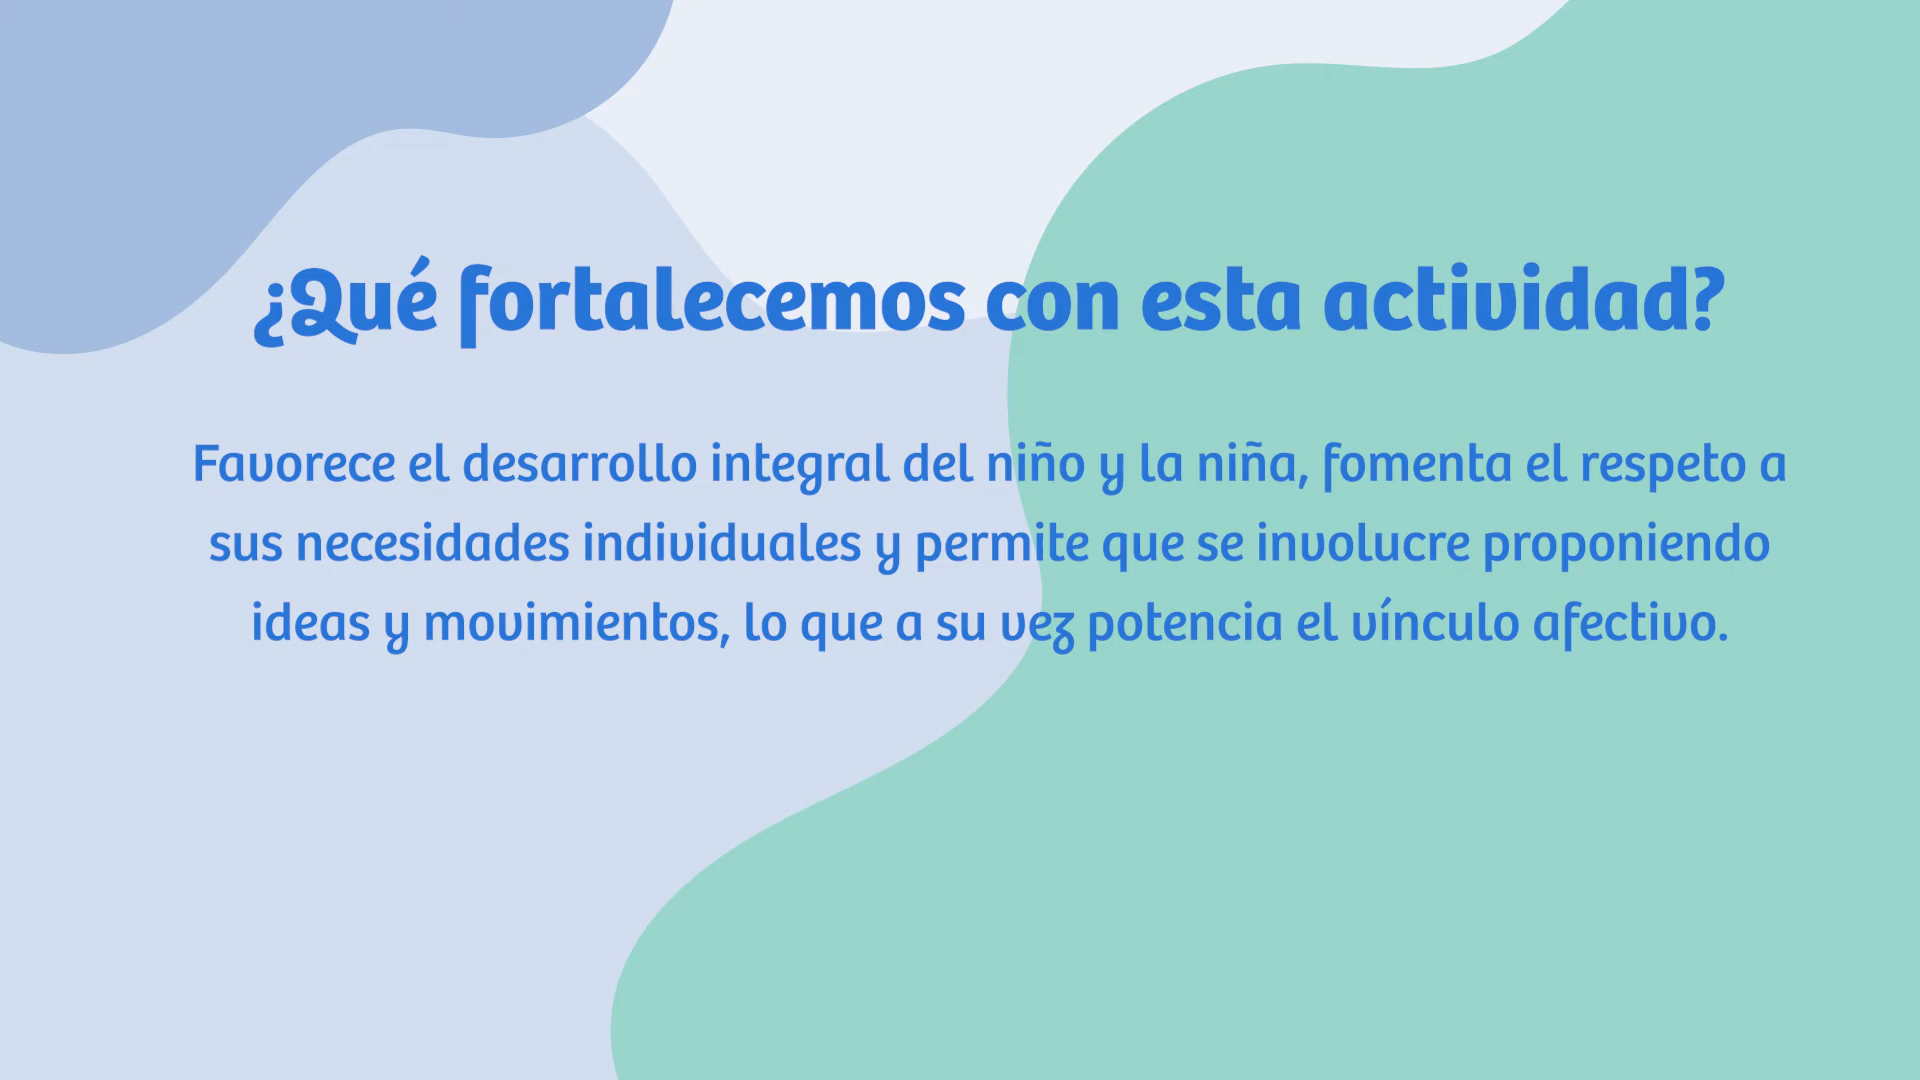 ¿Qué fortalecemos con esta actividad?
Favorece el desarrollo integral del niño y la niña, fomenta el respeto a
sus necesidades individuales y permite que se involucre proponiendo
ideas y movimientos, lo que a su vez potencia el vínculo afectivo.